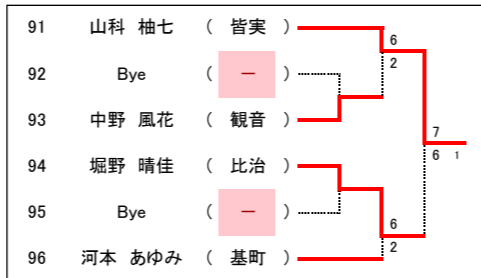 91 山科 柚七 ( 皆実 )
6
92 Bye ( － )
2
93 中野 風花 ( 観音 )
7
94 堀野 晴佳 ( 比治 )
6 1
95 Bye ( － )
6
2
96 河本 あゆみ ( 基町 )